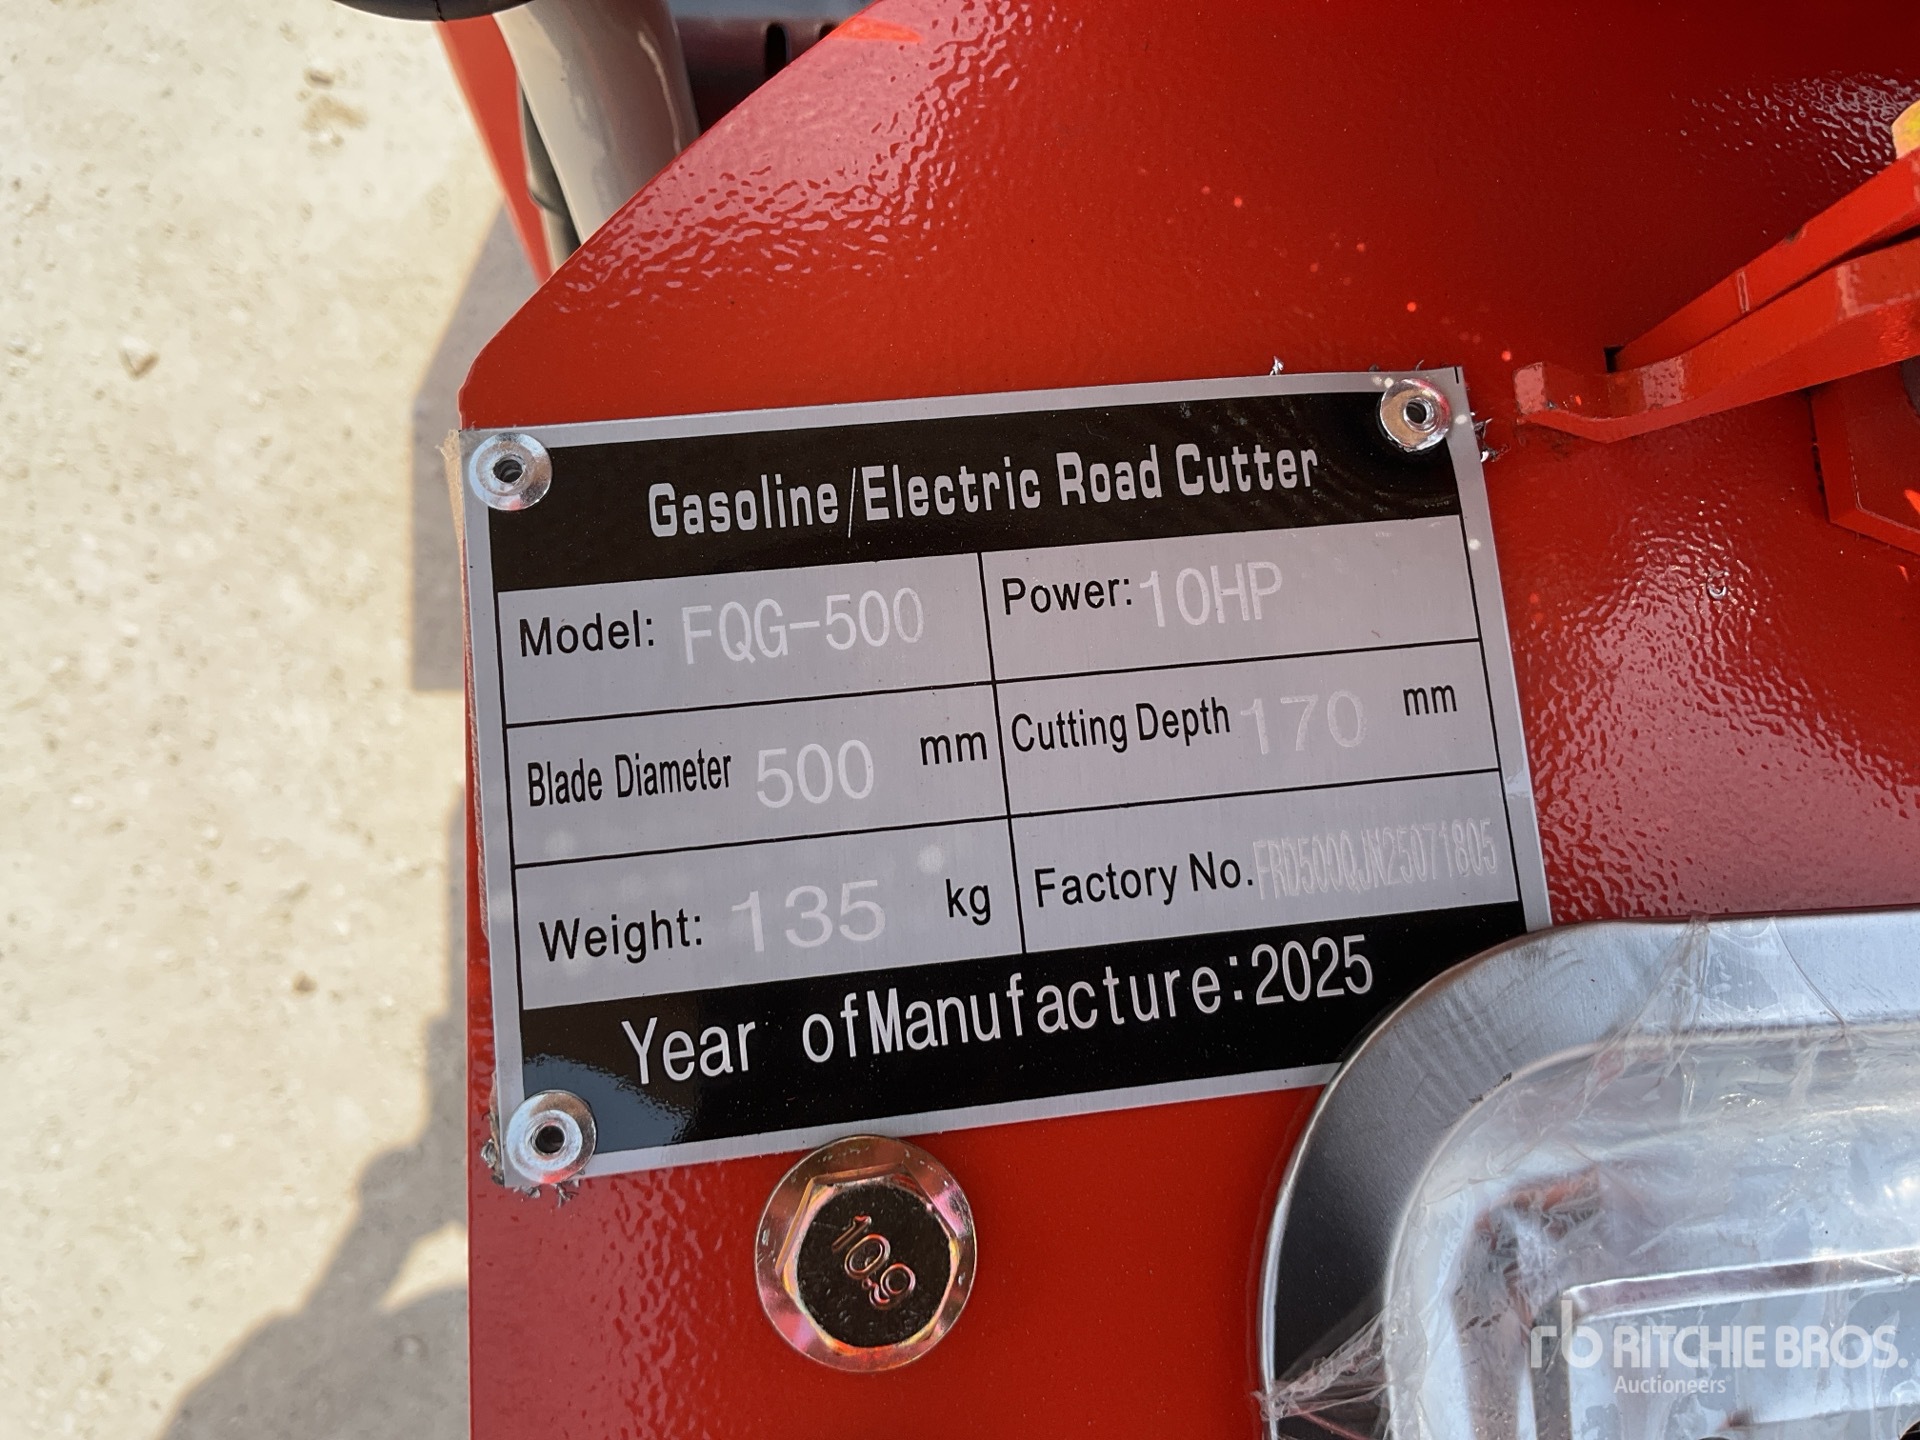 Gasoline/Electric Road Cutter
Model: FQG-500
Power: 10HP
Blade Diameter 500 mm
Cutting Depth 170 mm
Weight: 135 kg
Factory No. FRD500QJN25071805
Year of Manufacture: 2025
10.9
rb RITCHIE BROS.
Auctioneers